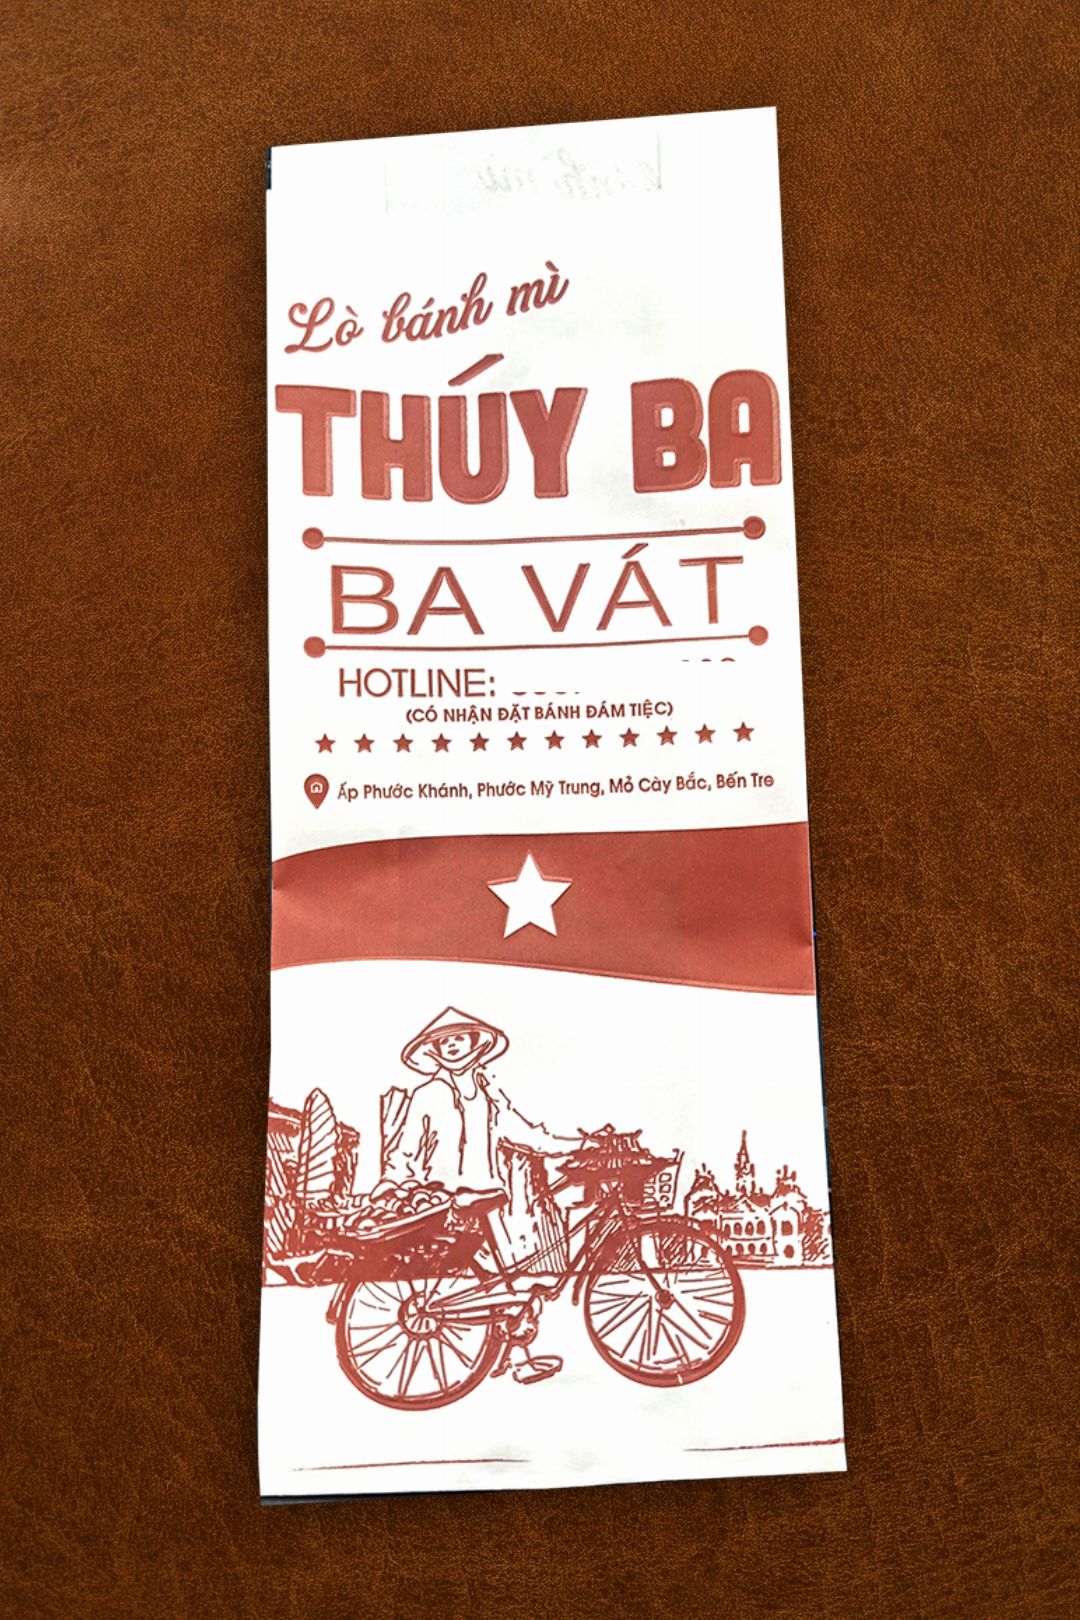 Lò bánh mì
THÚY BA
BA VÁT
HOTLINE:
(CÓ NHẬN ĐẶT BÁNH ĐÁM TIỆC)
Ấp Phước Khánh, Phước Mỹ Trung, Mỏ Cày Bắc, Bến Tre